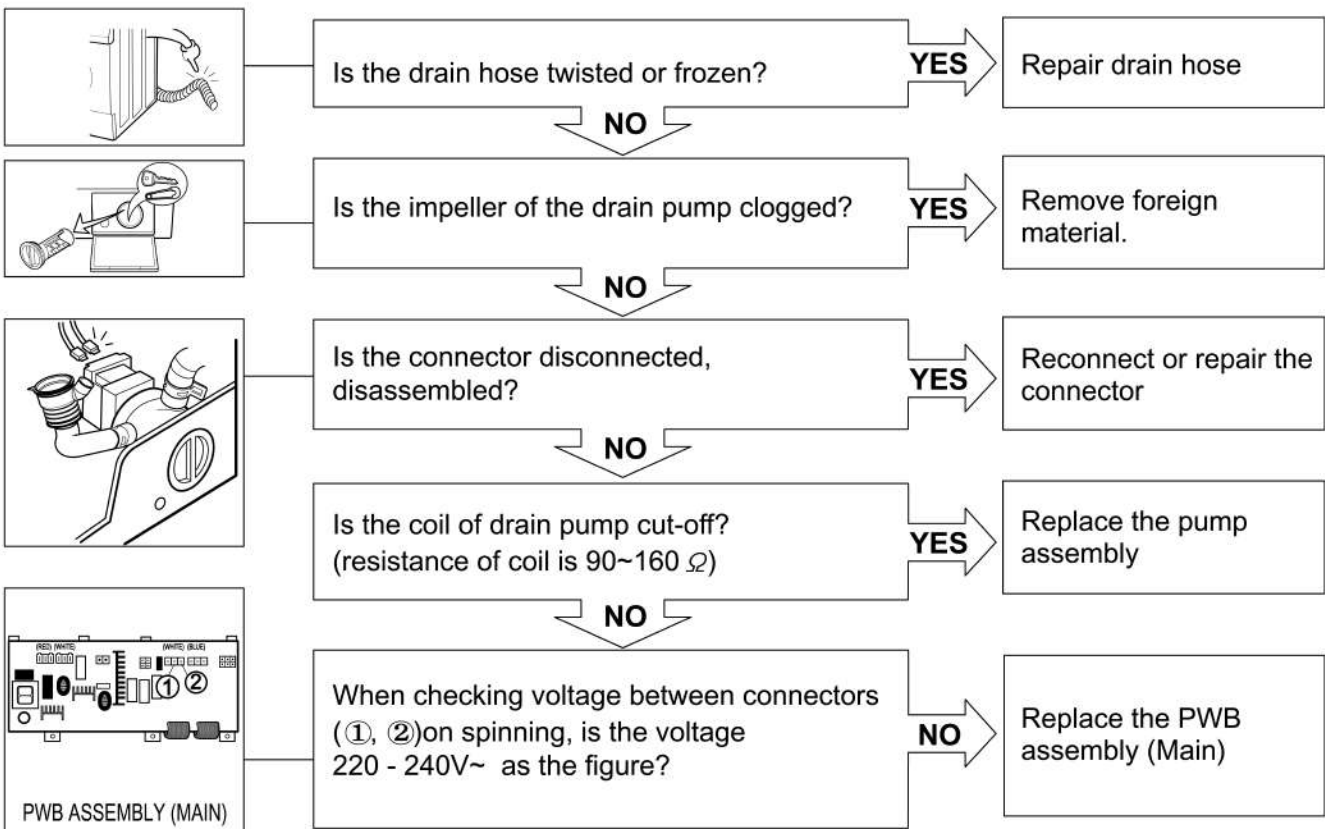 Is the drain hose twisted or frozen?
YES
Repair drain hose
NO
Is the impeller of the drain pump clogged?
YES
Remove foreign
material.
NO
Is the connector disconnected,
disassembled?
YES
Reconnect or repair the
connector
NO
Is the coil of drain pump cut-off?
(resistance of coil is 90~160 Ω)
YES
Replace the pump
assembly
NO
(RED) (WHITE) (WHITE) (BLUE)
① ②
PWB ASSEMBLY (MAIN)
When checking voltage between connectors
(①, ②)on spinning, is the voltage
220 - 240V~ as the figure?
NO
Replace the PWB
assembly (Main)